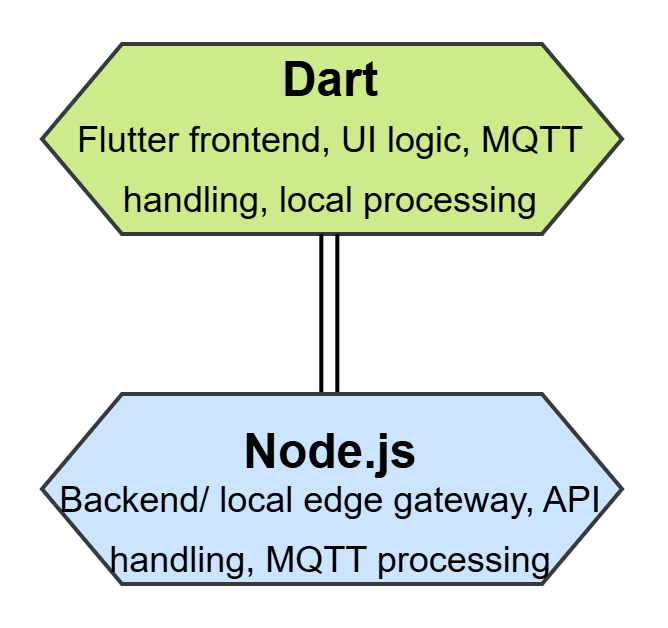 Dart
Flutter frontend, UI logic, MQTT
handling, local processing
Node.js
Backend/ local edge gateway, API
handling, MQTT processing